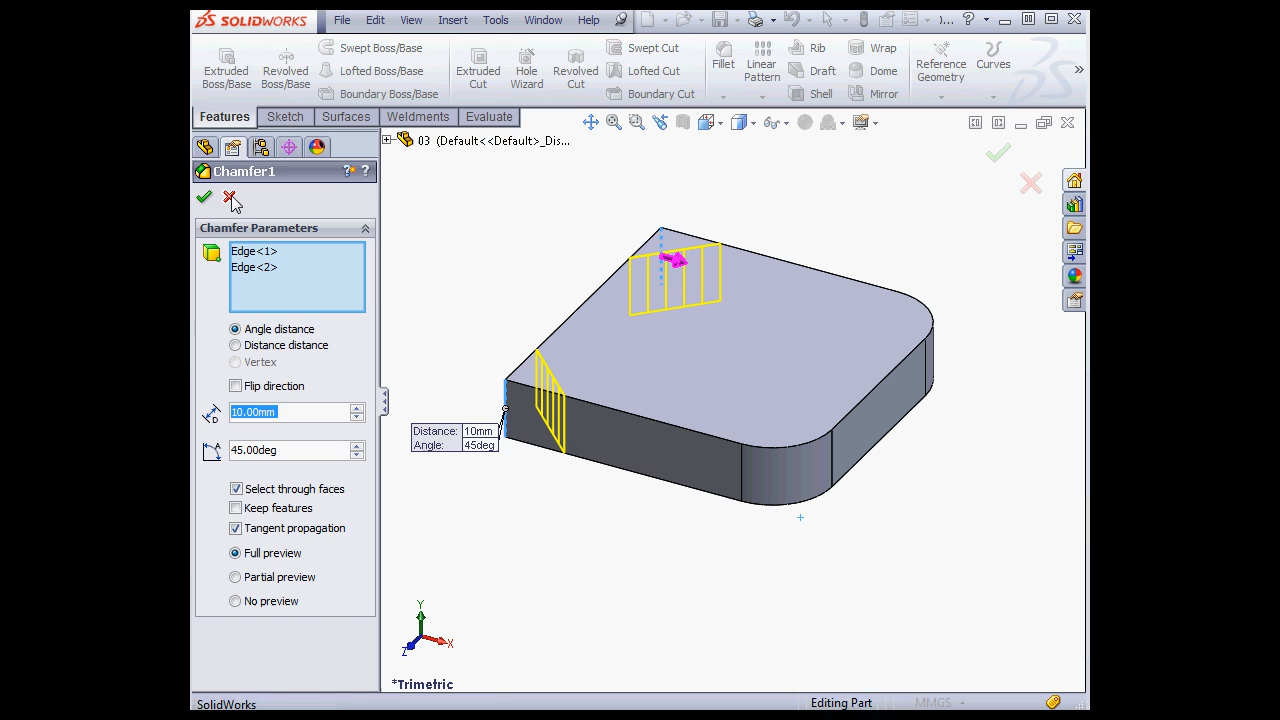 SOLIDWORKS File Edit View Insert Tools Window Help )... ?
Extruded Boss/Base
Revolved Boss/Base
Swept Boss/Base
Lofted Boss/Base
Boundary Boss/Base
Extruded Cut
Hole Wizard
Revolved Cut
Swept Cut
Lofted Cut
Boundary Cut
Fillet
Linear Pattern
Rib
Draft
Shell
Wrap
Dome
Mirror
Reference Geometry
Curves
Features Sketch Surfaces Weldments Evaluate
03 (Default<<Default>_Dis...
Chamfer1
Chamfer Parameters
Edge<1>
Edge<2>
Angle distance
Distance distance
Vertex
Flip direction
10.00mm
45.00deg
Select through faces
Keep features
Tangent propagation
Full preview
Partial preview
No preview
Distance: 10mm
Angle: 45deg
Y
X
Z
*Trimetric
SolidWorks Editing Part MMGS